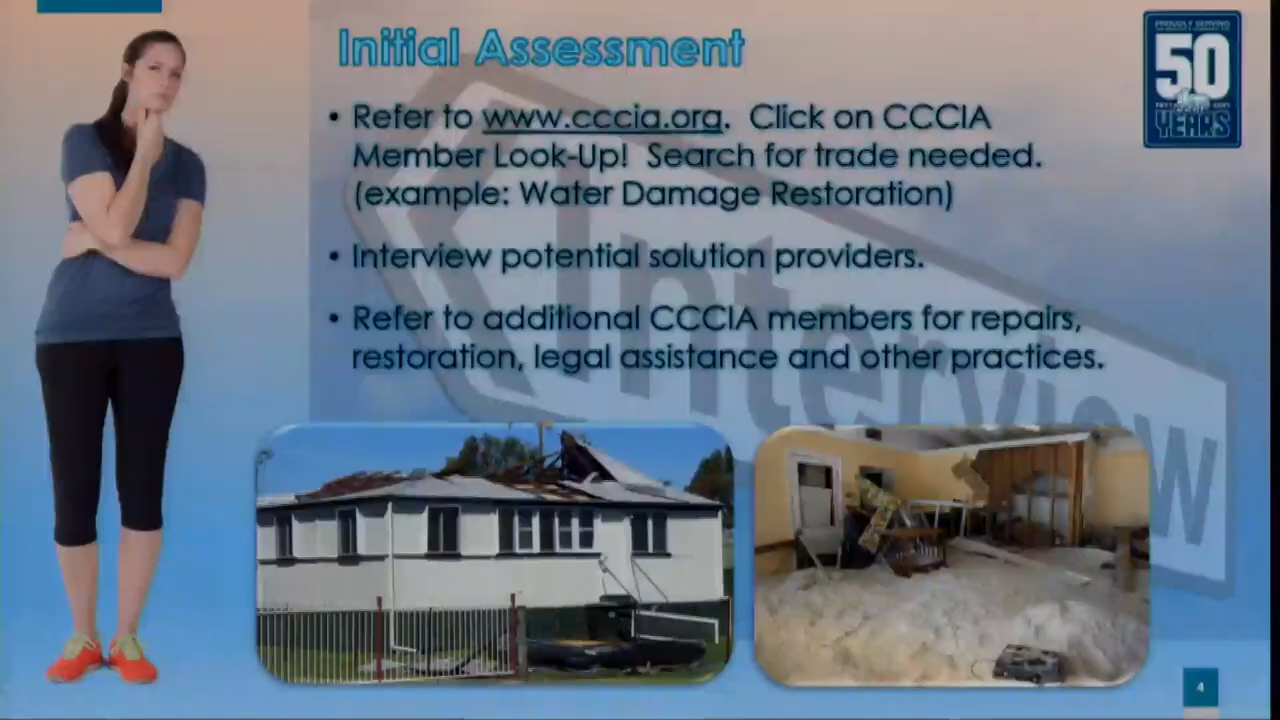 Initial Assessment
PROUDLY SERVING
50
YEARS
• Refer to www.cccia.org. Click on CCCIA
Member Look-Up! Search for trade needed.
(example: Water Damage Restoration)
• Interview potential solution providers.
• Refer to additional CCCIA members for repairs,
restoration, legal assistance and other practices.
Interview
4